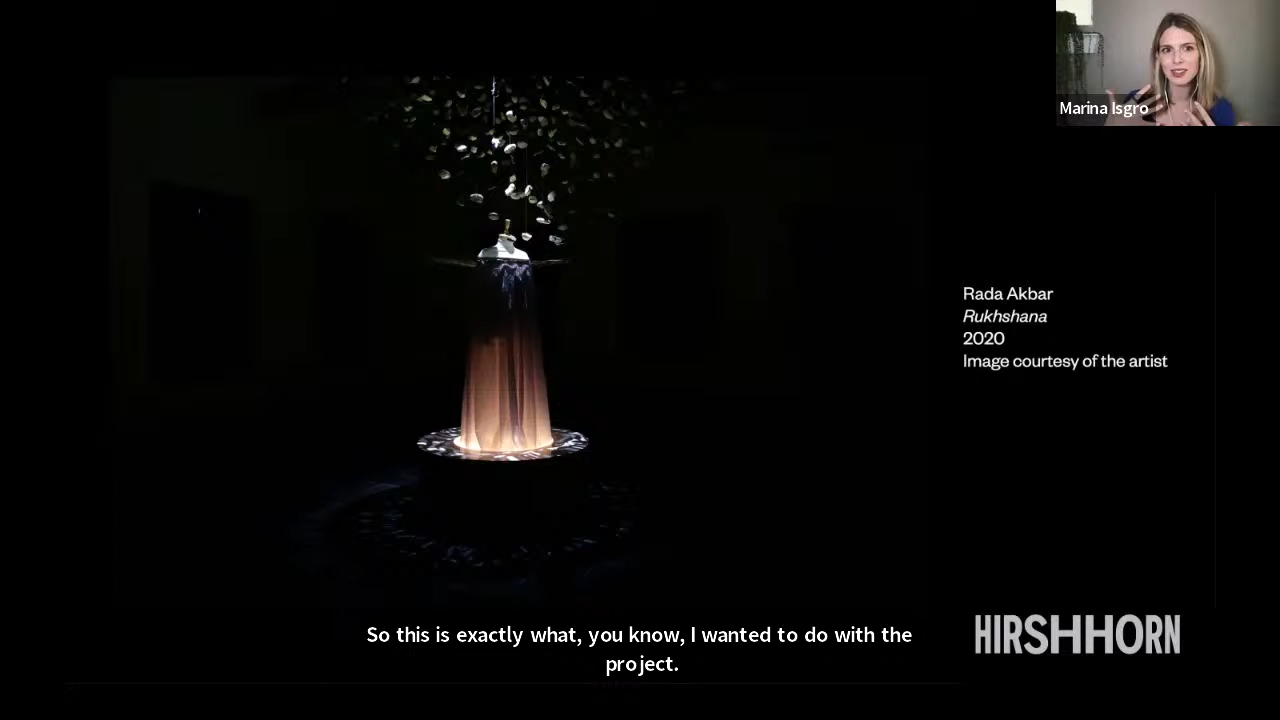 Marina Isgro
Rada Akbar
Rukhshana
2020
Image courtesy of the artist
So this is exactly what, you know, I wanted to do with the
project.
HIRSHHORN